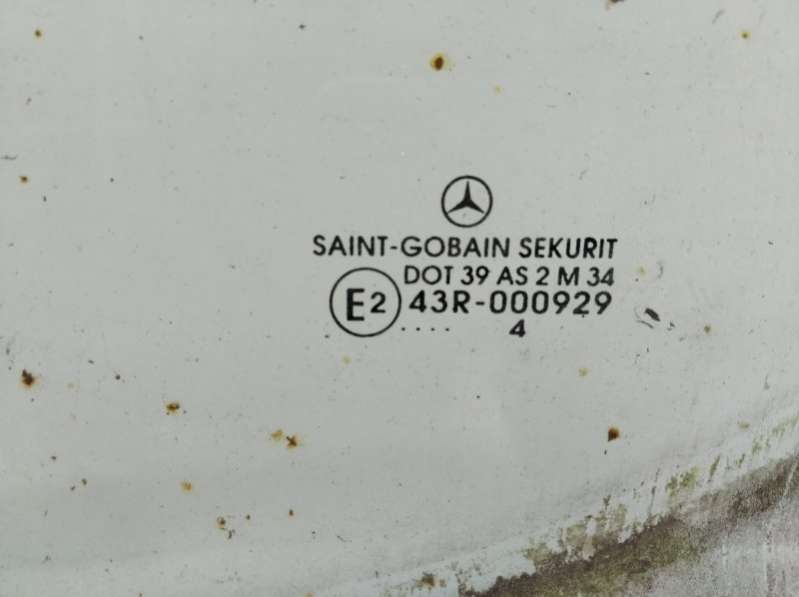 SAINT-GOBAIN SEKURIT
DOT 39 AS 2 M 34
E2 43R-000929
.... 4